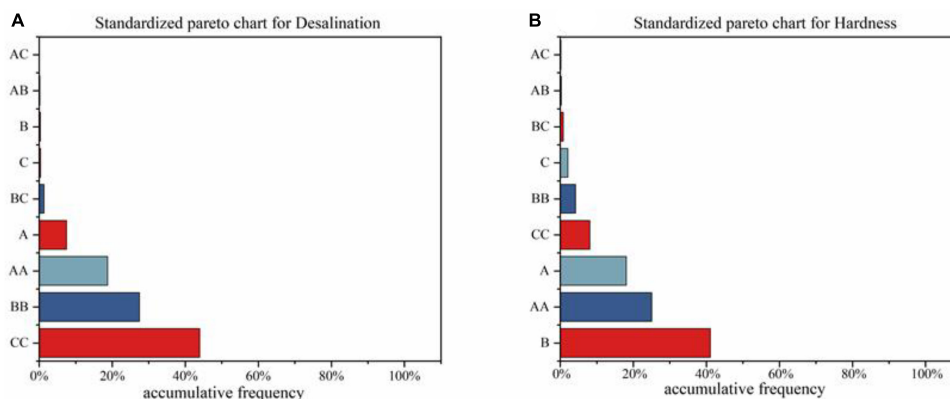 A
Standardized pareto chart for Desalination
AC
AB
B
C
BC
A
AA
BB
CC
0% 20% 40% 60% 80% 100%
accumulative frequency
B
Standardized pareto chart for Hardness
AC
AB
BC
C
BB
CC
A
AA
B
0% 20% 40% 60% 80% 100%
accumulative frequency